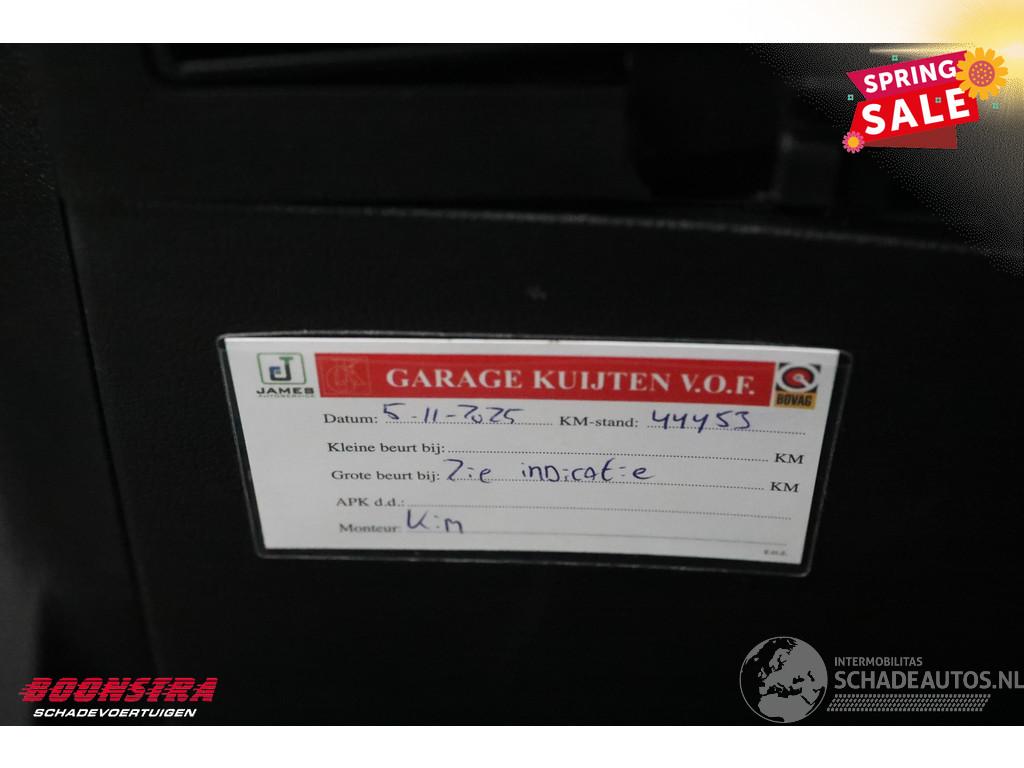 SPRING
SALE
JAMES
AUTOSERVICE
GARAGE KUIJTEN V.O.F.
BOVAG
Datum: 5-11-2025 KM-stand: 44453
Kleine beurt bij: KM
Grote beurt bij: Zie indicatie KM
APK d.d.:
Monteur: Kim
z.o.z.
BOONSTRA
SCHADEVOERTUIGEN
INTERMOBILITAS
SCHADEAUTOS.NL